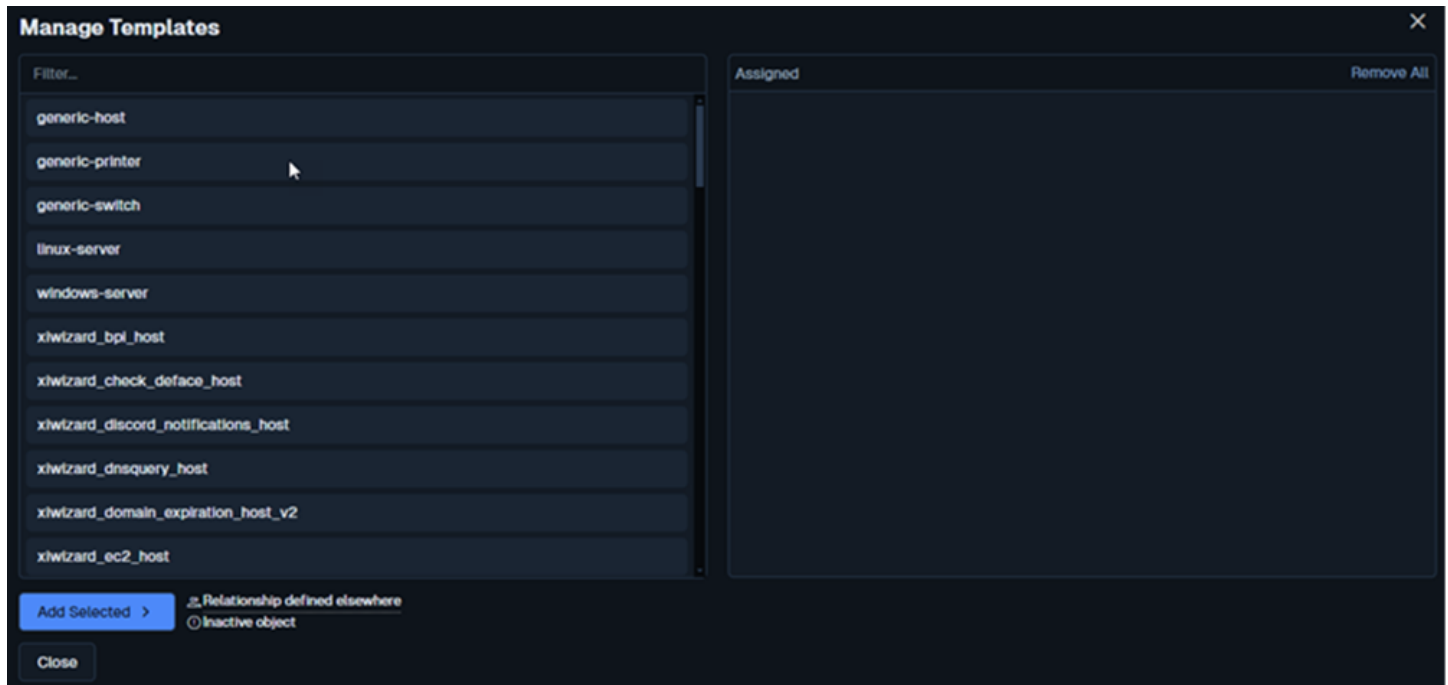 Manage Templates
Filter...
Assigned
Remove All
generic-host
generic-printer
generic-switch
linux-server
windows-server
xiwizard_bpi_host
xiwizard_check_deface_host
xiwizard_discord_notifications_host
xiwizard_dnsquery_host
xiwizard_domain_expiration_host_v2
xiwizard_ec2_host
Add Selected >
Relationship defined elsewhere
Inactive object
Close